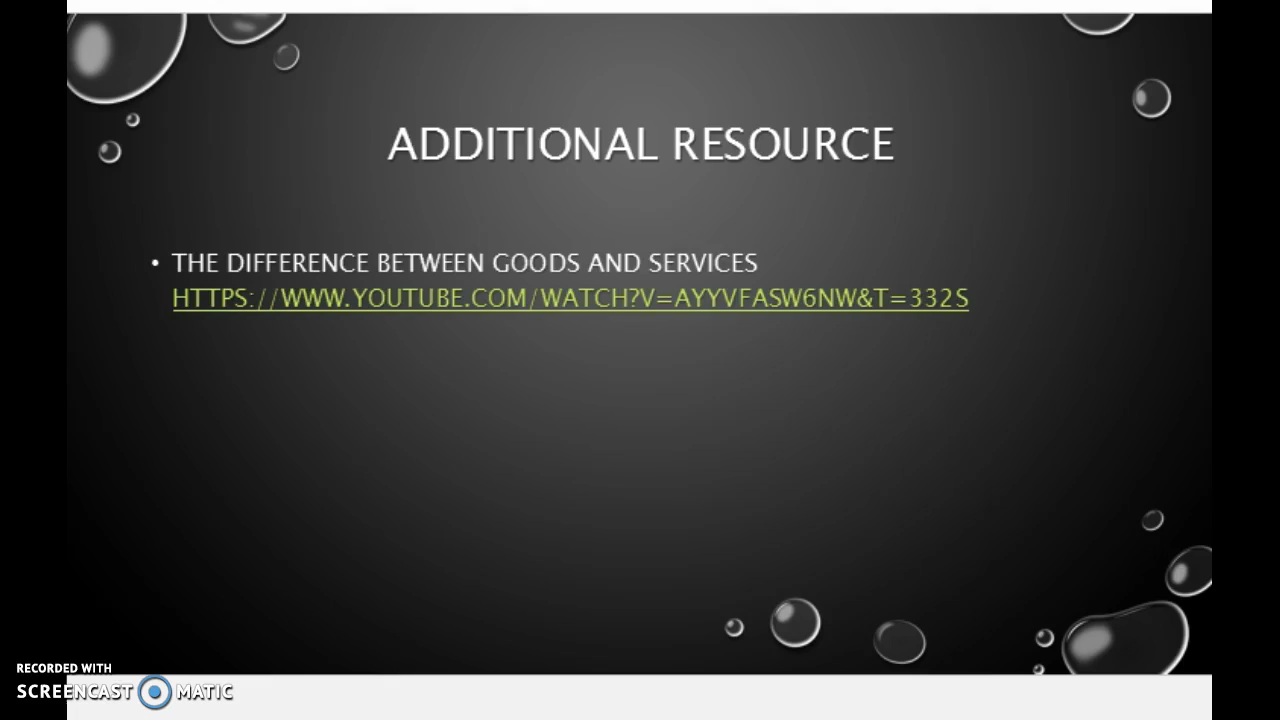 ADDITIONAL RESOURCE
• THE DIFFERENCE BETWEEN GOODS AND SERVICES
HTTPS://WWW.YOUTUBE.COM/WATCH?V=AYYVFASW6NW&T=332S
RECORDED WITH
SCREENCAST MATIC